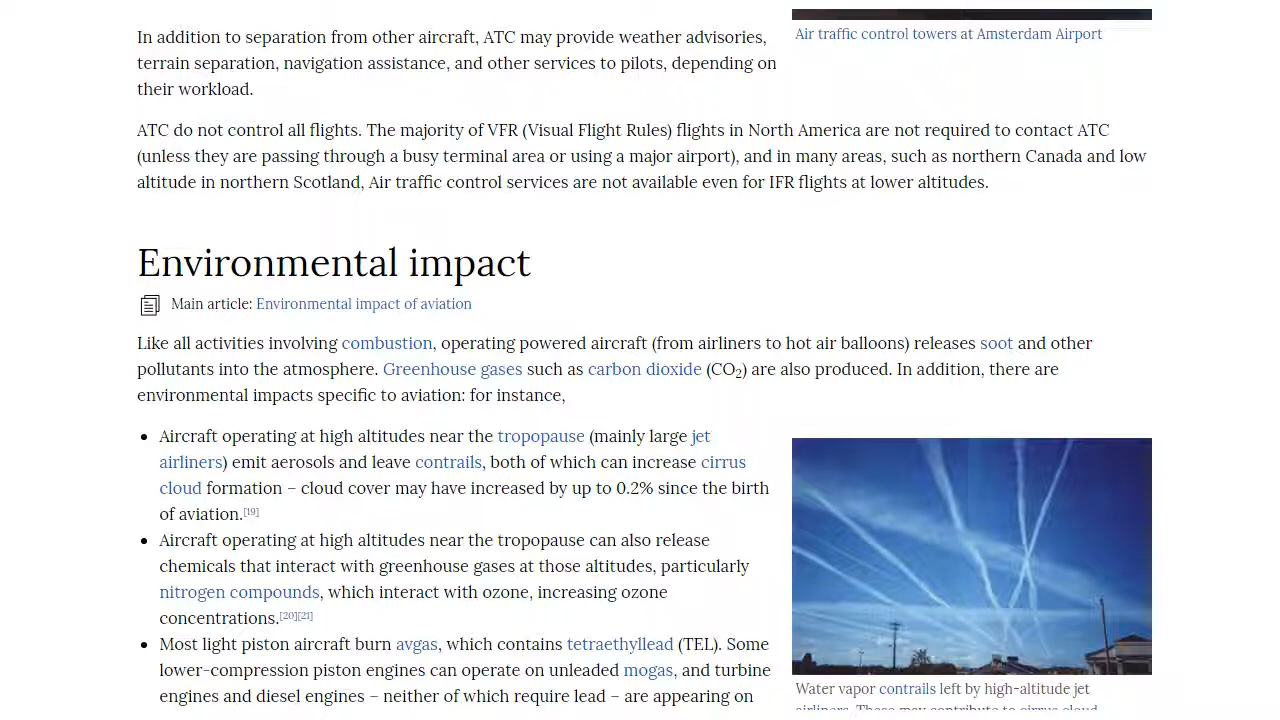 In addition to separation from other aircraft, ATC may provide weather advisories,
terrain separation, navigation assistance, and other services to pilots, depending on
their workload.
Air traffic control towers at Amsterdam Airport
ATC do not control all flights. The majority of VFR (Visual Flight Rules) flights in North America are not required to contact ATC
(unless they are passing through a busy terminal area or using a major airport), and in many areas, such as northern Canada and low
altitude in northern Scotland, Air traffic control services are not available even for IFR flights at lower altitudes.
Environmental impact
Main article: Environmental impact of aviation
Like all activities involving combustion, operating powered aircraft (from airliners to hot air balloons) releases soot and other
pollutants into the atmosphere. Greenhouse gases such as carbon dioxide (CO2) are also produced. In addition, there are
environmental impacts specific to aviation: for instance,
• Aircraft operating at high altitudes near the tropopause (mainly large jet
airliners) emit aerosols and leave contrails, both of which can increase cirrus
cloud formation – cloud cover may have increased by up to 0.2% since the birth
of aviation.[19]
• Aircraft operating at high altitudes near the tropopause can also release
chemicals that interact with greenhouse gases at those altitudes, particularly
nitrogen compounds, which interact with ozone, increasing ozone
concentrations.[20][21]
• Most light piston aircraft burn avgas, which contains tetraethyllead (TEL). Some
lower-compression piston engines can operate on unleaded mogas, and turbine
engines and diesel engines – neither of which require lead – are appearing on
Water vapor contrails left by high-altitude jet
airliners. These may contribute to cirrus cloud